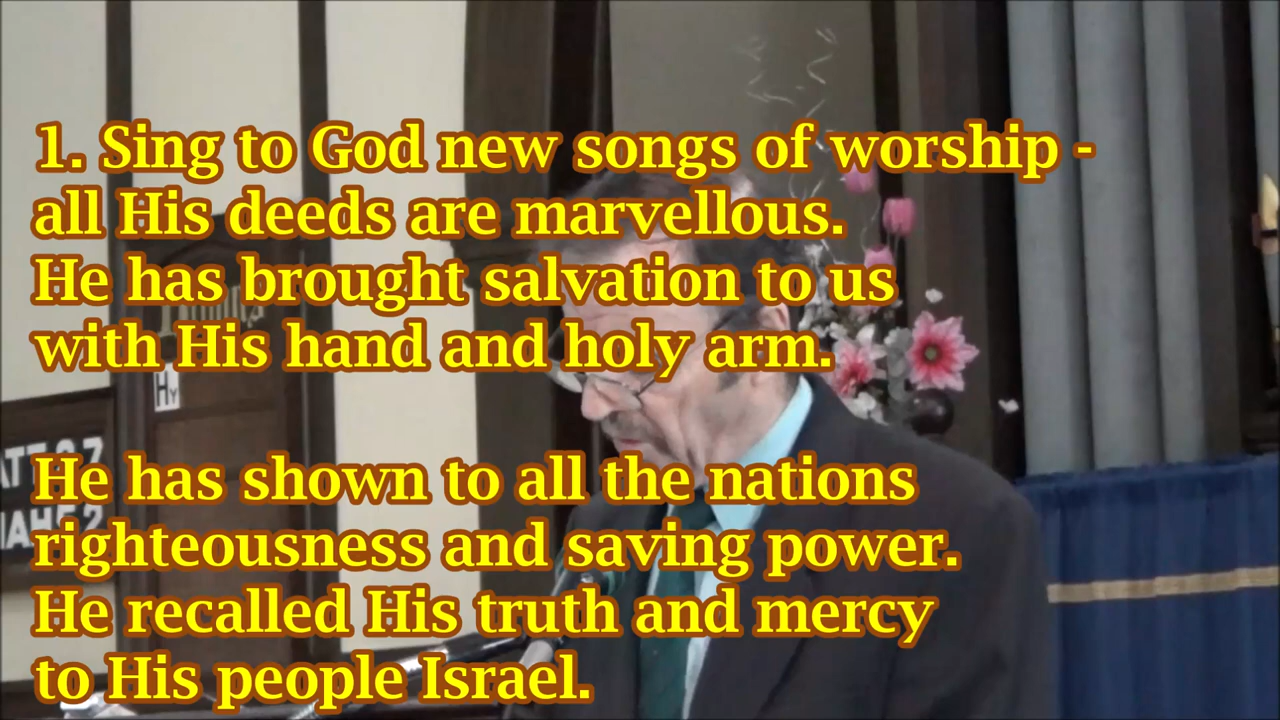 1. Sing to God new songs of worship -
all His deeds are marvellous.
He has brought salvation to us
with His hand and holy arm.
He has shown to all the nations
righteousness and saving power.
He recalled His truth and mercy
to His people Israel.
Hy